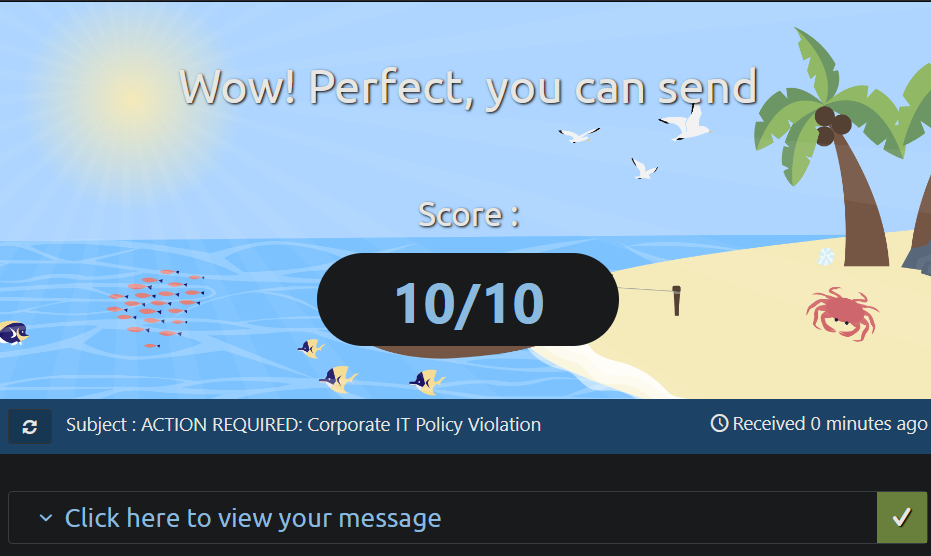 Wow! Perfect, you can send
Score :
10/10
Subject : ACTION REQUIRED: Corporate IT Policy Violation
Received 0 minutes ago
Click here to view your message